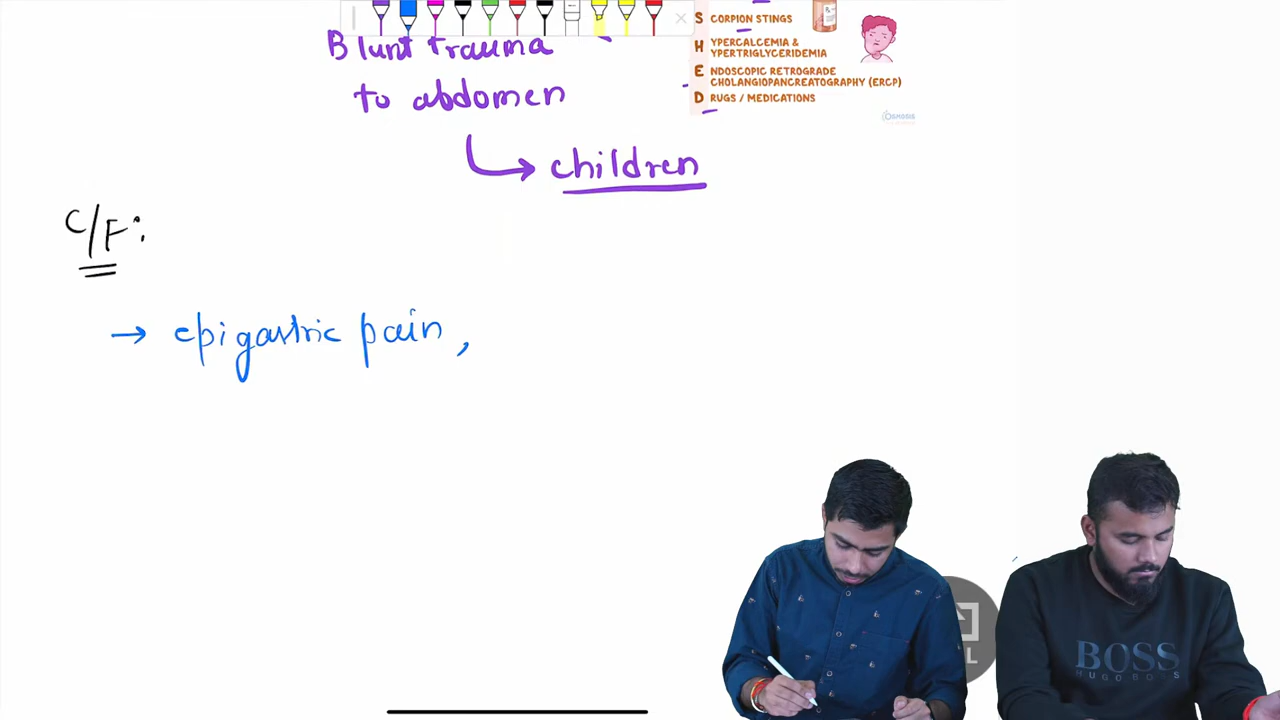 Blunt trauma
to abdomen
children
S CORPION STINGS
H YPERCALCEMIA &
YPERTRIGLYCERIDEMIA
E NDOSCOPIC RETROGRADE
CHOLANGIOPANCREATOGRAPHY (ERCP)
D RUGS / MEDICATIONS
OSMOSIS
C/F:
→ epigastric pain,
L
BOSS
HUGO BOSS